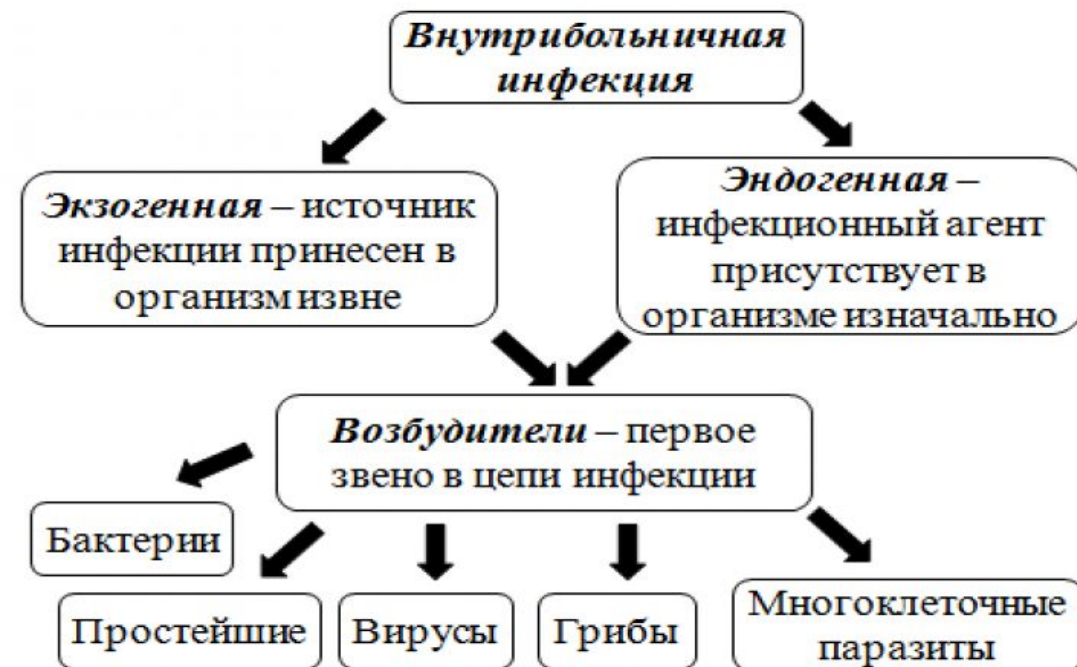 Внутрибольничная
инфекция
Экзогенная – источник
инфекции принесен в
организм извне
Эндогенная –
инфекционный агент
присутствует в
организме изначально
Возбудители – первое
звено в цепи инфекции
Бактерии
Простейшие
Вирусы
Грибы
Многоклеточные
паразиты